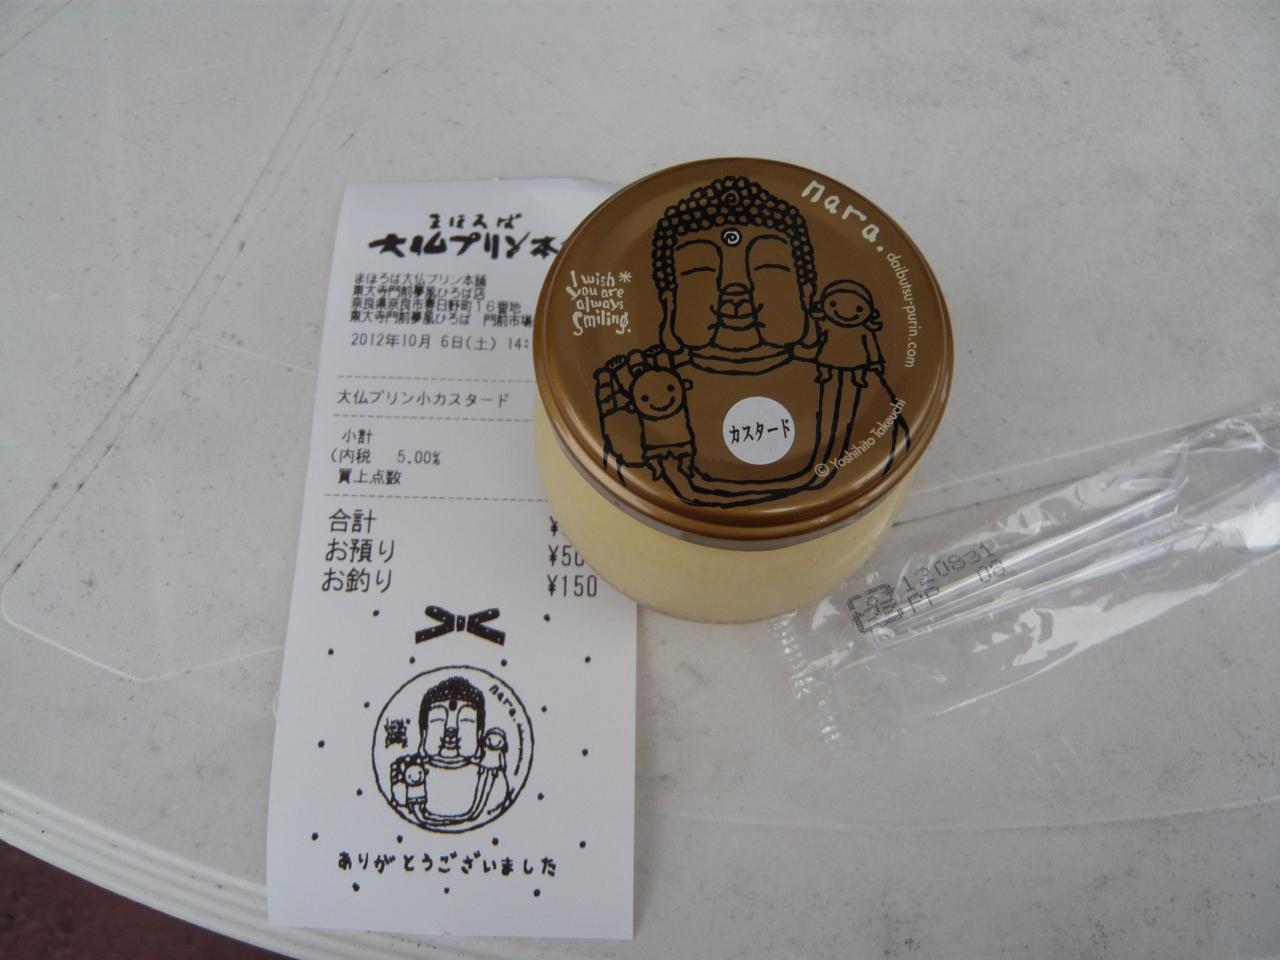 まほろば
大仏プリン本
まほろば大仏プリン本舗
東大寺門前夢風ひろば店
奈良県奈良市春日野町16番地
東大寺門前夢風ひろば 門前市場
2012年10月 6日(土) 14:
大仏プリン小カスタード
小計
(内税 5.00%
買上点数
合計 ¥
お預り ¥50
お釣り ¥150
nara.
ありがとうございました
nara.
daibutsu-purin.com
I wish*
you are
always
Smiling.
カスタード
© Yoshihito Takeuchi
120831
PP 08